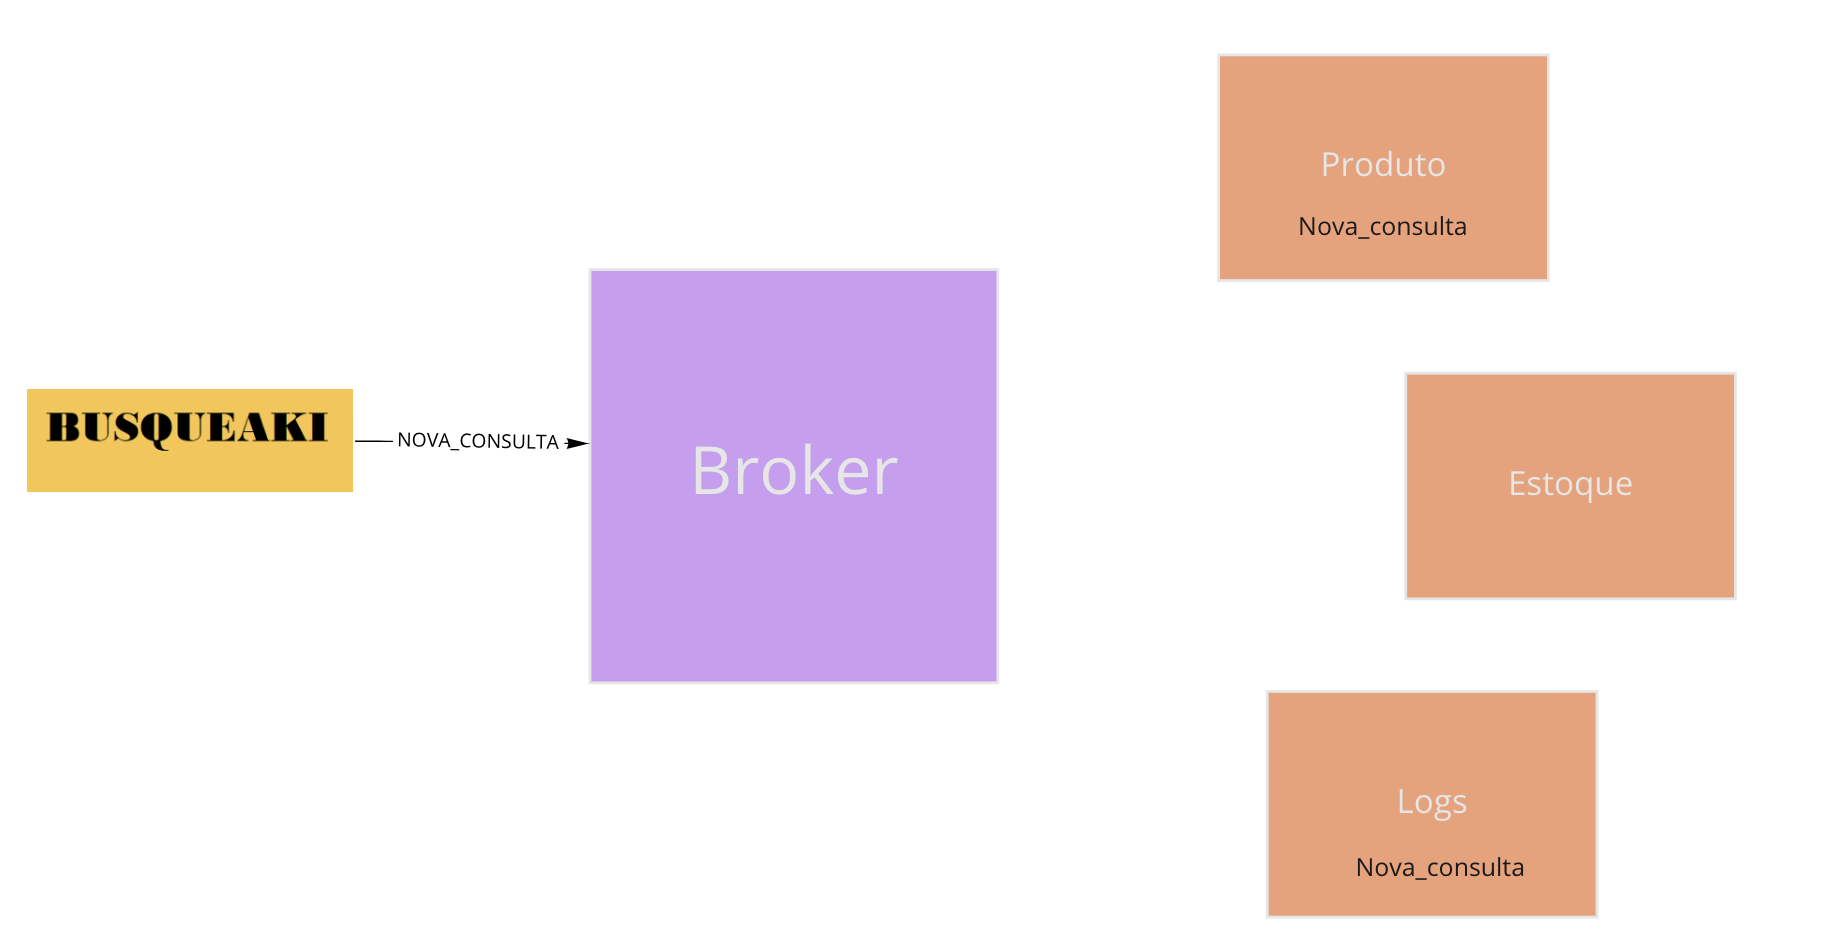 Produto
Nova_consulta
BUSQUEAKI
NOVA_CONSULTA
Broker
Estoque
Logs
Nova_consulta